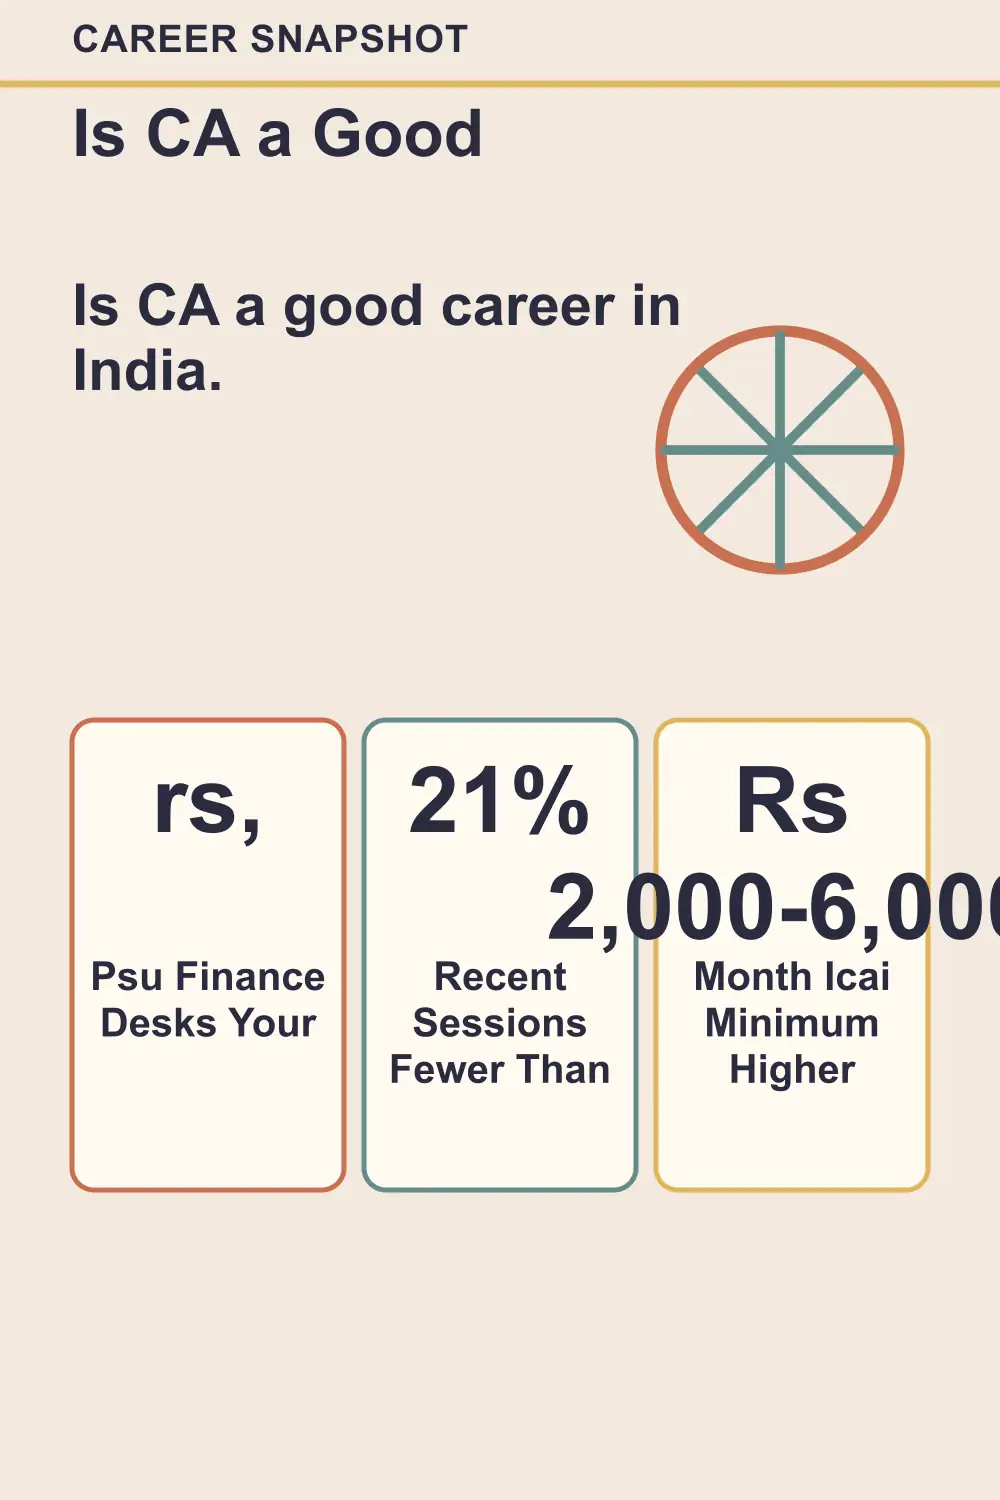 CAREER SNAPSHOT
Is CA a Good
Is CA a good career in
India.
rs,
Psu Finance
Desks Your
21%
Recent
Sessions
Fewer Than
Rs
2,000-6,000
Month Icai
Minimum
Higher